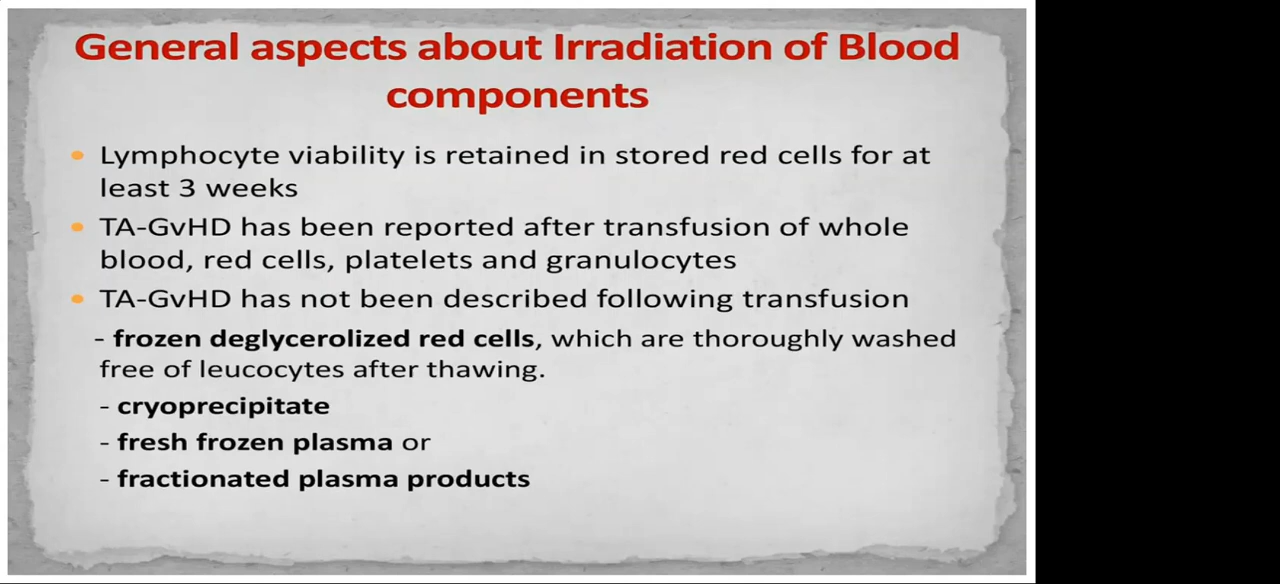 General aspects about Irradiation of Blood
components
• Lymphocyte viability is retained in stored red cells for at
least 3 weeks
• TA-GvHD has been reported after transfusion of whole
blood, red cells, platelets and granulocytes
• TA-GvHD has not been described following transfusion
- frozen deglycerolized red cells, which are thoroughly washed
free of leucocytes after thawing.
- cryoprecipitate
- fresh frozen plasma or
- fractionated plasma products